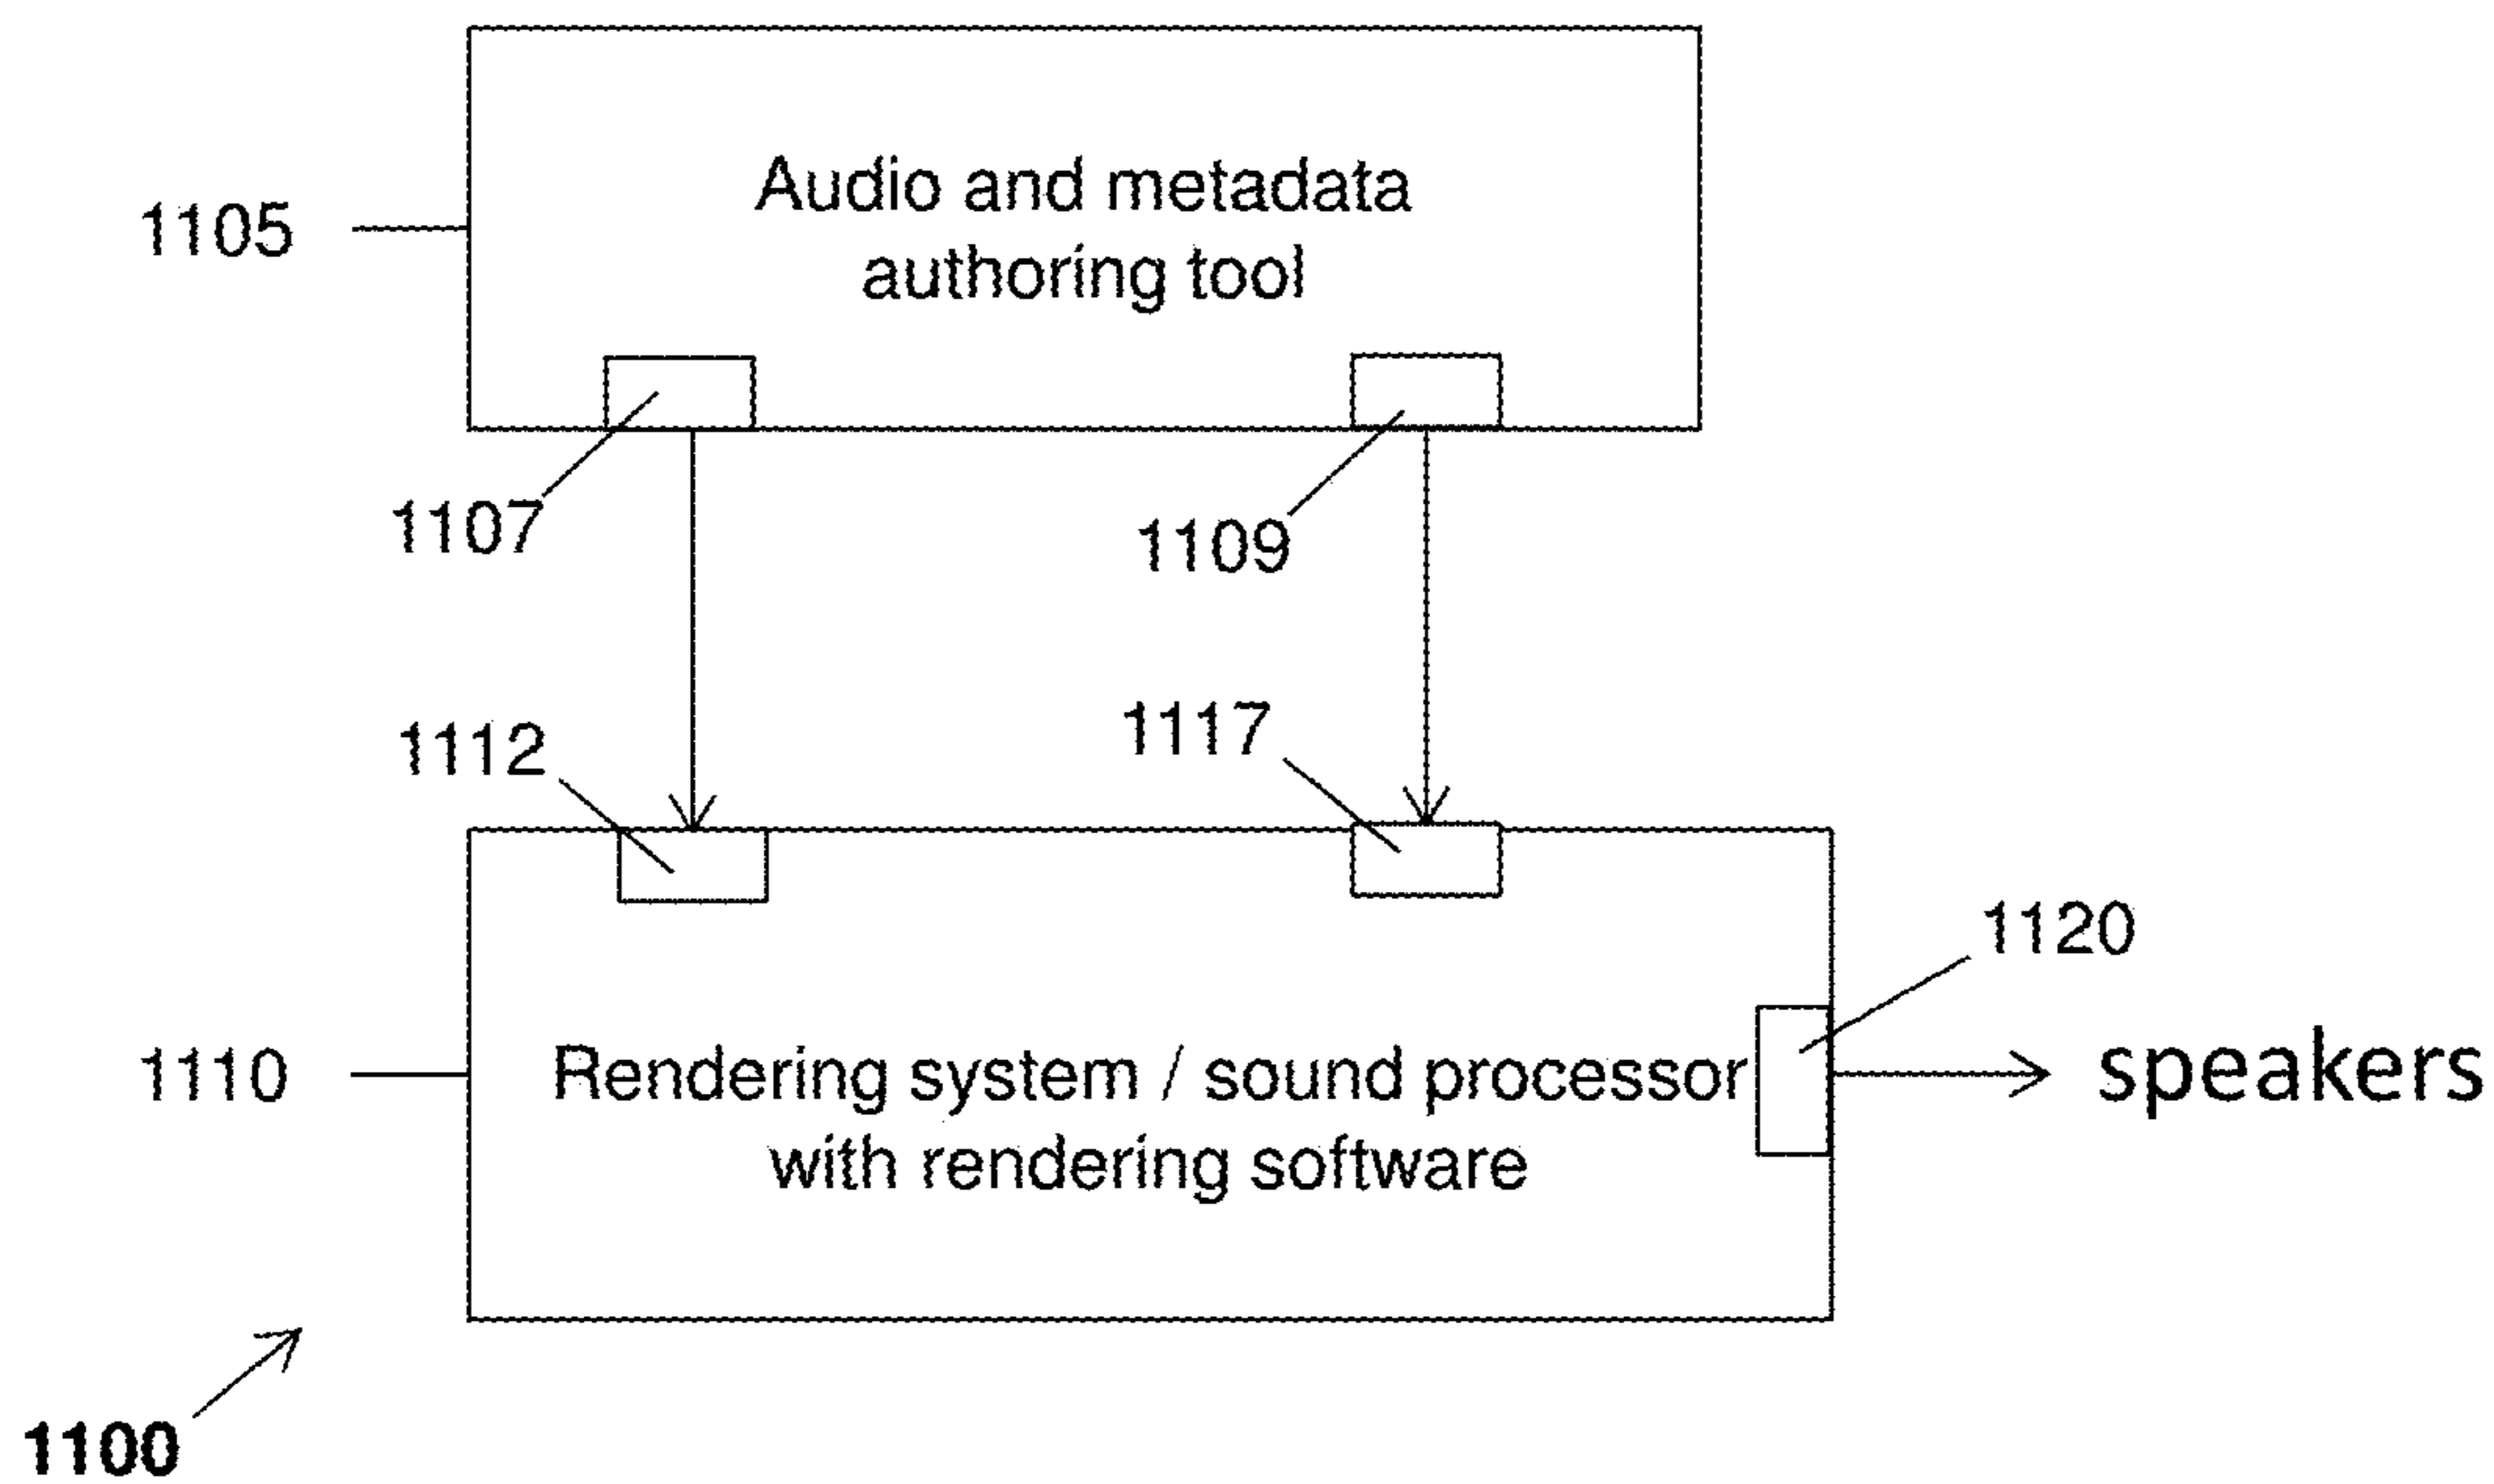 Audio and metadata
authoring tool
1105
1107
1109
1112
1117
1120
1110
Rendering system / sound processor
with rendering software
speakers
1100